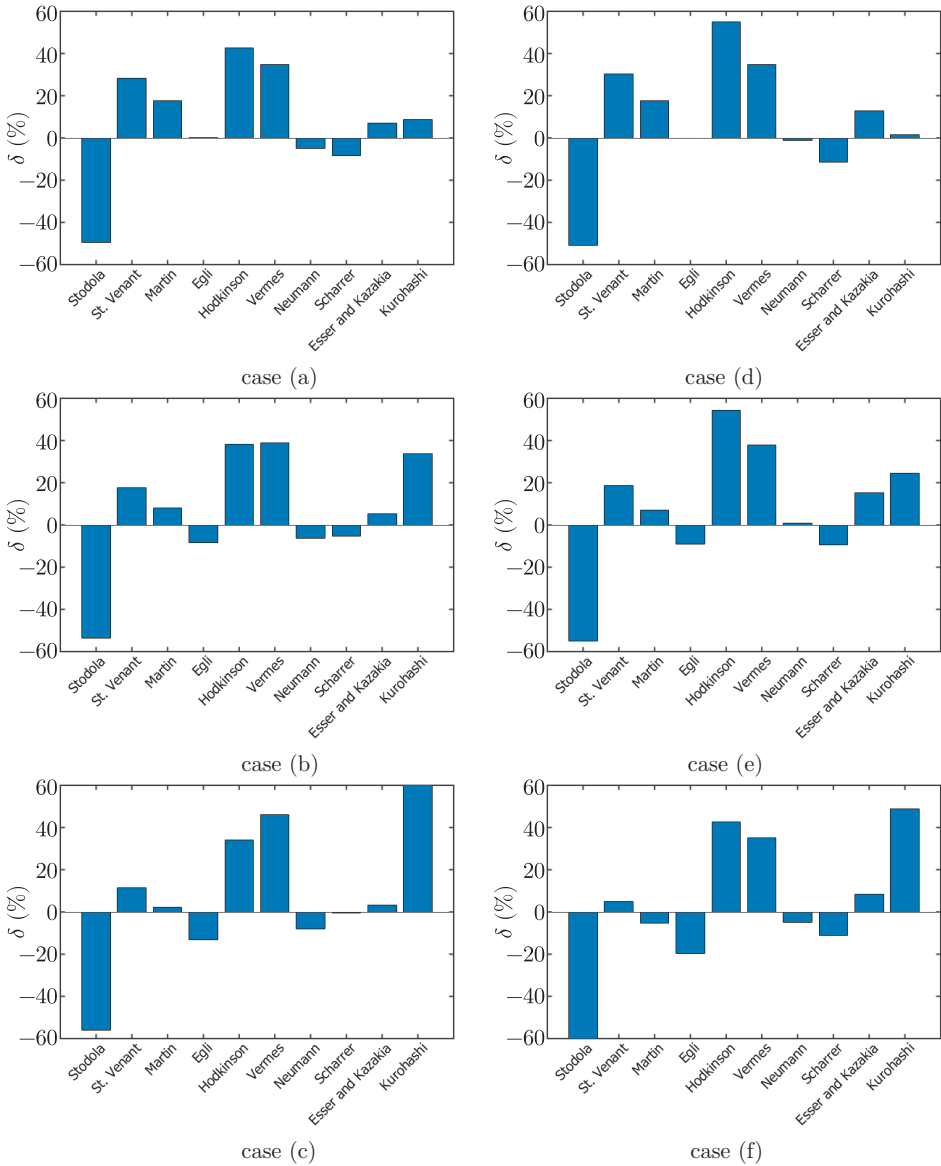 60
40
20
0
−20
−40
−60
δ (%)
Stodola
St. Venant
Martin
Egli
Hodkinson
Vermes
Neumann
Scharrer
Esser and Kazakia
Kurohashi
case (a)
60
40
20
0
−20
−40
−60
δ (%)
Stodola
St. Venant
Martin
Egli
Hodkinson
Vermes
Neumann
Scharrer
Esser and Kazakia
Kurohashi
case (d)
60
40
20
0
−20
−40
−60
δ (%)
Stodola
St. Venant
Martin
Egli
Hodkinson
Vermes
Neumann
Scharrer
Esser and Kazakia
Kurohashi
case (b)
60
40
20
0
−20
−40
−60
δ (%)
Stodola
St. Venant
Martin
Egli
Hodkinson
Vermes
Neumann
Scharrer
Esser and Kazakia
Kurohashi
case (e)
60
40
20
0
−20
−40
−60
δ (%)
Stodola
St. Venant
Martin
Egli
Hodkinson
Vermes
Neumann
Scharrer
Esser and Kazakia
Kurohashi
case (c)
60
40
20
0
−20
−40
−60
δ (%)
Stodola
St. Venant
Martin
Egli
Hodkinson
Vermes
Neumann
Scharrer
Esser and Kazakia
Kurohashi
case (f)